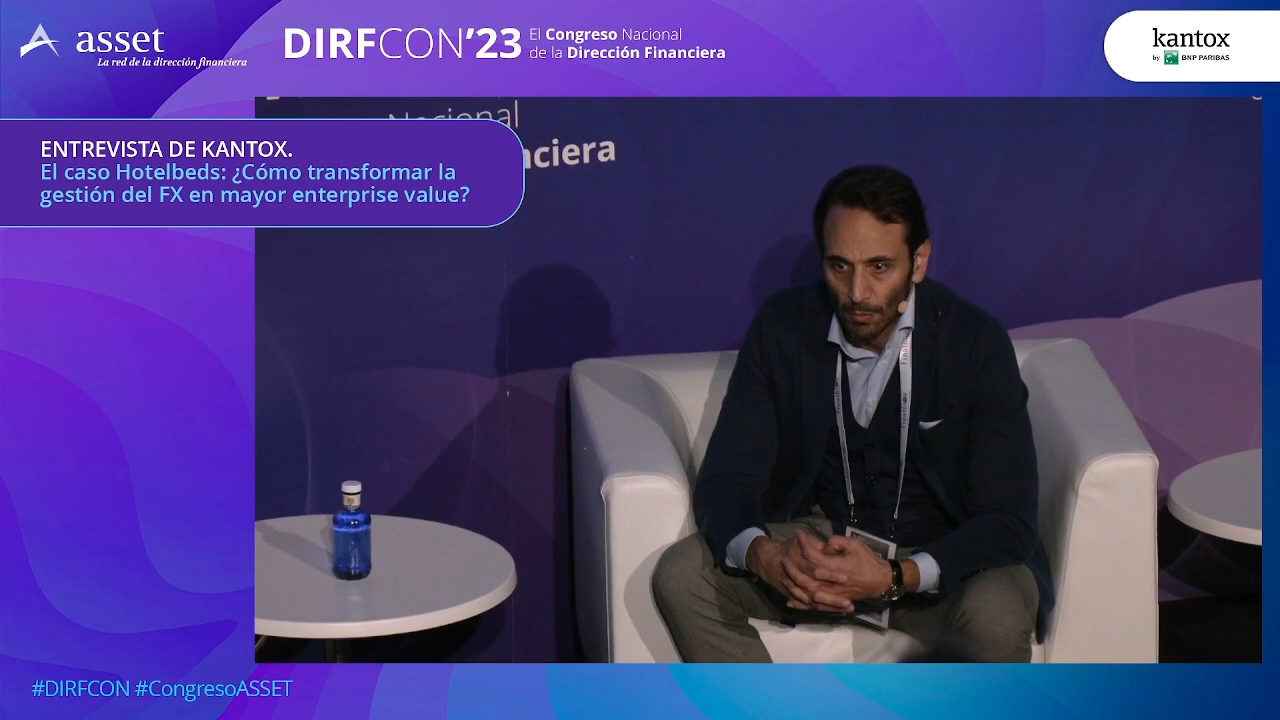 asset
La red de la dirección financiera
DIRFCON'23
El Congreso Nacional
de la Dirección Financiera
kantox
by BNP PARIBAS
Nacional
nciera
ENTREVISTA DE KANTOX.
El caso Hotelbeds: ¿Cómo transformar la
gestión del FX en mayor enterprise value?
#DIRFCON #CongresoASSET